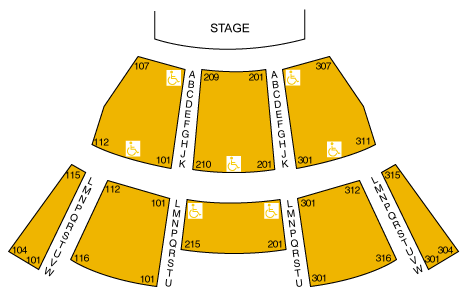 STAGE
107 209 201 307
A A
B B
C C
D D
E E
F F
G G
H H
J J
K K
112 101 210 201 301 311
115 112 101 301 312 315
L L L L
M M M M
N N N N
P P P P
Q Q Q Q
R R R R
S S S S
T T T T
U U U U
V V
W W
104 101 116 101 215 201 301 316 301 304